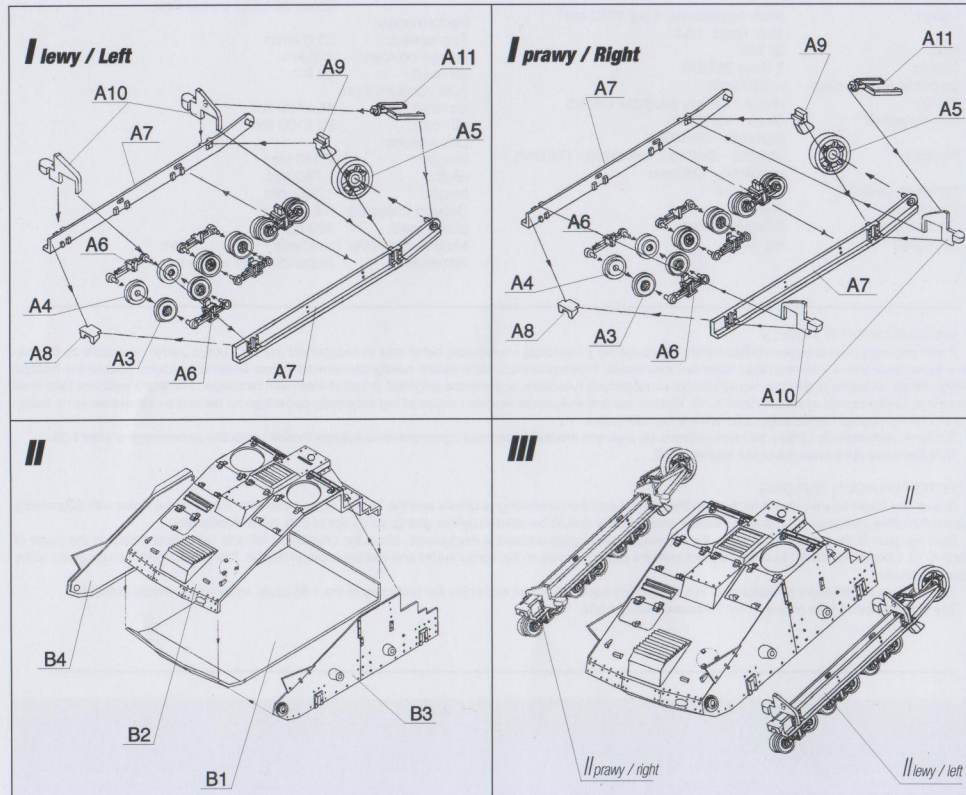 I lewy / Left
A11
A9
A10
A7
A5
A6
A4
A8
A3
A6
A7
I prawy / Right
A11
A9
A7
A5
A6
A4
A7
A8
A3
A6
A10
II
B4
B2
B3
B1
III
II
II prawy / right
II lewy / left